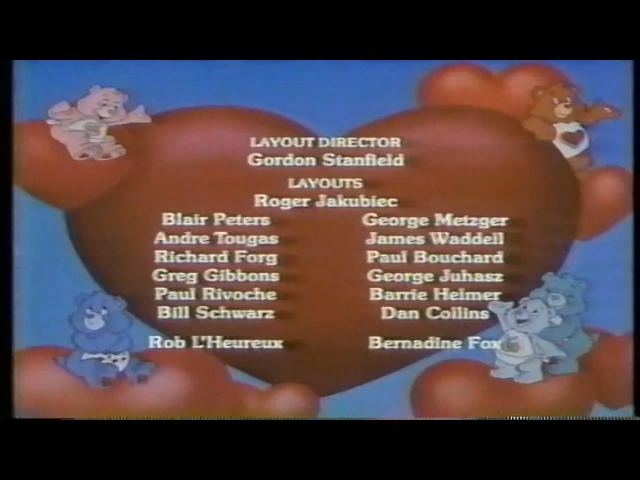 LAYOUT DIRECTOR
Gordon Stanfield
LAYOUTS
Roger Jakubiec
Blair Peters George Metzger
Andre Tougas James Waddell
Richard Forg Paul Bouchard
Greg Gibbons George Juhasz
Paul Rivoche Barrie Helmer
Bill Schwarz Dan Collins
Rob L'Heureux Bernadine Fox